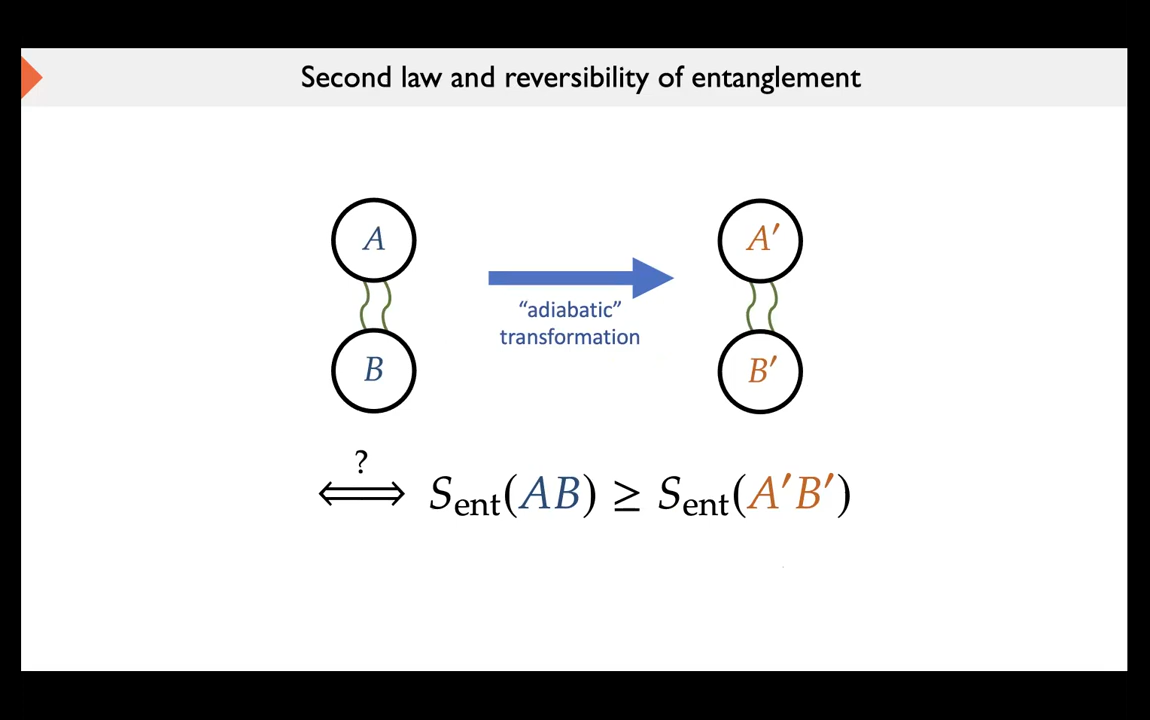 Second law and reversibility of entanglement
A
A′
“adiabatic”
transformation
B
B′
?
⟺ S_ent(AB) ≥ S_ent(A′B′)